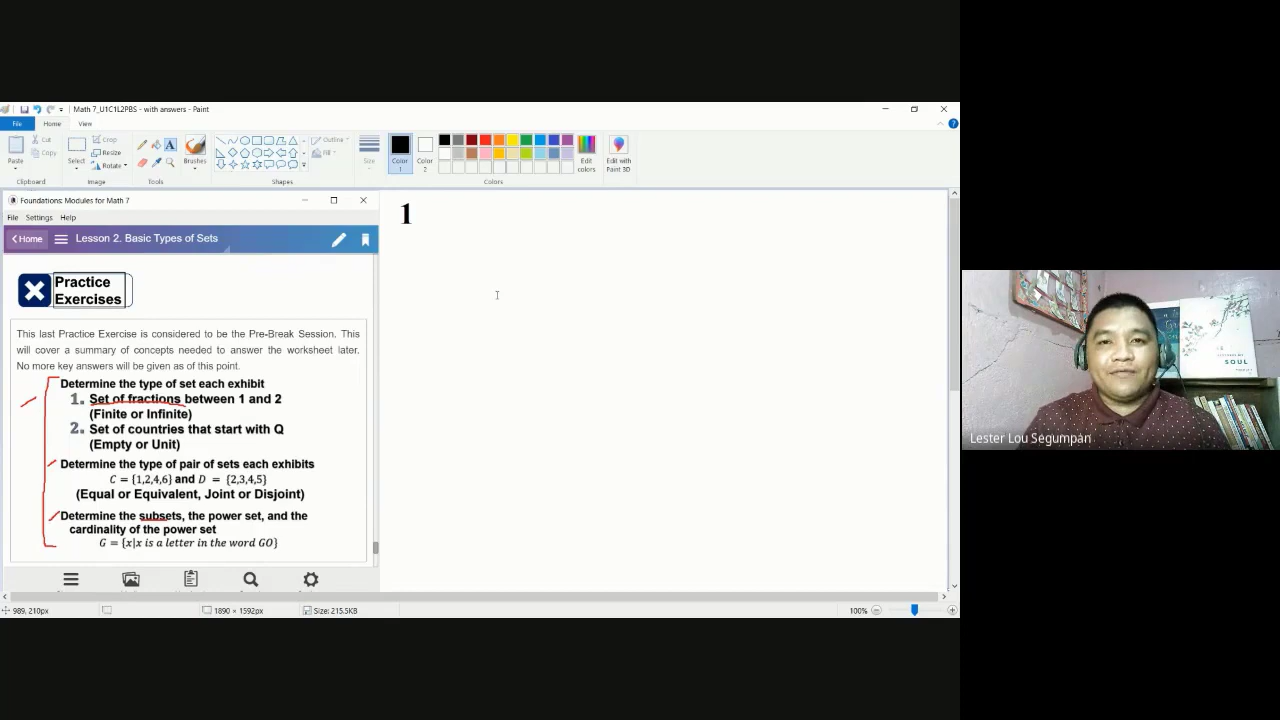 Math 7_U1C1L2PBS - with answers - Paint
File
Home
View
Paste
Cut
Copy
Clipboard
Select
Crop
Resize
Rotate
Image
A
Tools
Brushes
Outline
Fill
Shapes
Size
Color
1
Color
2
Edit
colors
Colors
Edit with
Paint 3D
Foundations: Modules for Math 7
File Settings Help
Home
Lesson 2. Basic Types of Sets
Practice
Exercises
This last Practice Exercise is considered to be the Pre-Break Session. This
will cover a summary of concepts needed to answer the worksheet later.
No more key answers will be given as of this point.
Determine the type of set each exhibit
1. Set of fractions between 1 and 2
(Finite or Infinite)
2. Set of countries that start with Q
(Empty or Unit)
Determine the type of pair of sets each exhibits
C = {1,2,4,6} and D = {2,3,4,5}
(Equal or Equivalent, Joint or Disjoint)
Determine the subsets, the power set, and the
cardinality of the power set
G = {x|x is a letter in the word GO}
1
989, 210px
1890 × 1592px
Size: 215.5KB
100%
SOUL
Lester Lou Segumpan